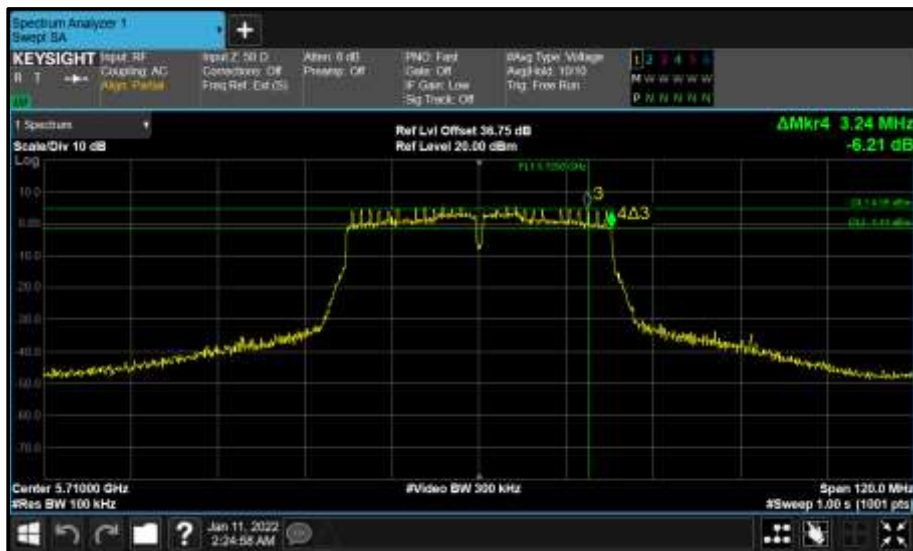 Spectrum Analyzer 1
Swept SA
+
KEYSIGHT
R T
Input: RF
Coupling: AC
Align: Partial
Input Z: 50 Ω
Corrections: Off
Freq Ref: Ext (S)
Atten: 6 dB
Preamp: Off
PNO: Fast
Gate: Off
IF Gain: Low
Sig Track: Off
#Avg Type: Voltage
Avg|Hold: 10/10
Trig: Free Run
1 2 3 4 5 6
M W W W W W
P N N N N N
1 Spectrum
Scale/Div 10 dB
Log
Ref Lvl Offset 36.75 dB
Ref Level 20.00 dBm
ΔMkr4 3.24 MHz
-6.21 dB
10.0
0.00
-10.0
-20.0
-30.0
-40.0
-50.0
-60.0
-70.0
3
4Δ3
Center 5.71000 GHz
#Res BW 100 kHz
#Video BW 300 kHz
Span 120.0 MHz
#Sweep 1.00 s (1001 pts)
?
Jan 11, 2022
2:24:58 AM